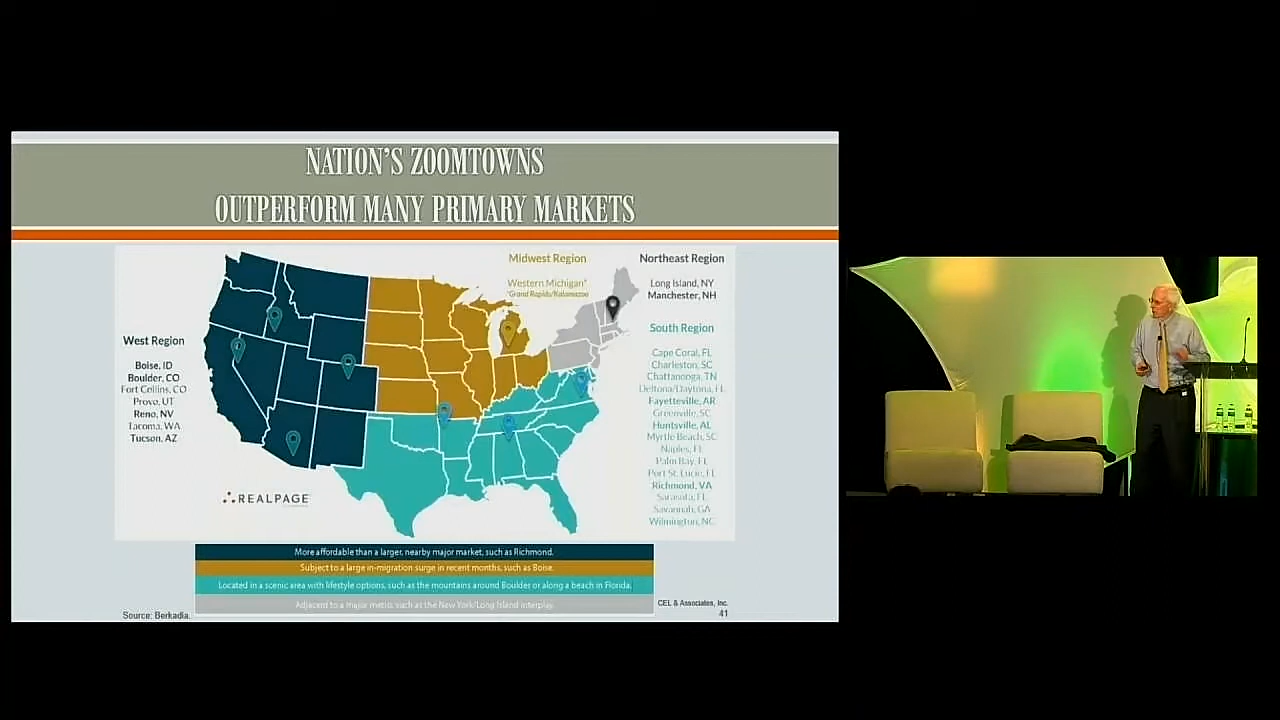 NATION'S ZOOMTOWNS
OUTPERFORM MANY PRIMARY MARKETS
West Region
Boise, ID
Boulder, CO
Fort Collins, CO
Provo, UT
Reno, NV
Tacoma, WA
Tucson, AZ
Midwest Region
Western Michigan*
*Grand Rapids/Kalamazoo
Northeast Region
Long Island, NY
Manchester, NH
South Region
Cape Coral, FL
Charleston, SC
Chattanooga, TN
Deltona/Daytona, FL
Fayetteville, AR
Greenville, SC
Huntsville, AL
Myrtle Beach, SC
Naples, FL
Palm Bay, FL
Port St. Lucie, FL
Richmond, VA
Sarasota, FL
Savannah, GA
Wilmington, NC
REALPAGE
More affordable than a larger, nearby major market, such as Richmond.
Subject to a large in-migration surge in recent months, such as Boise.
Located in a scenic area with lifestyle options, such as the mountains around Boulder or along a beach in Florida.
Adjacent to a major metro, such as the New York/Long Island interplay.
Source: Berkadia.
CEL & Associates, Inc.
41